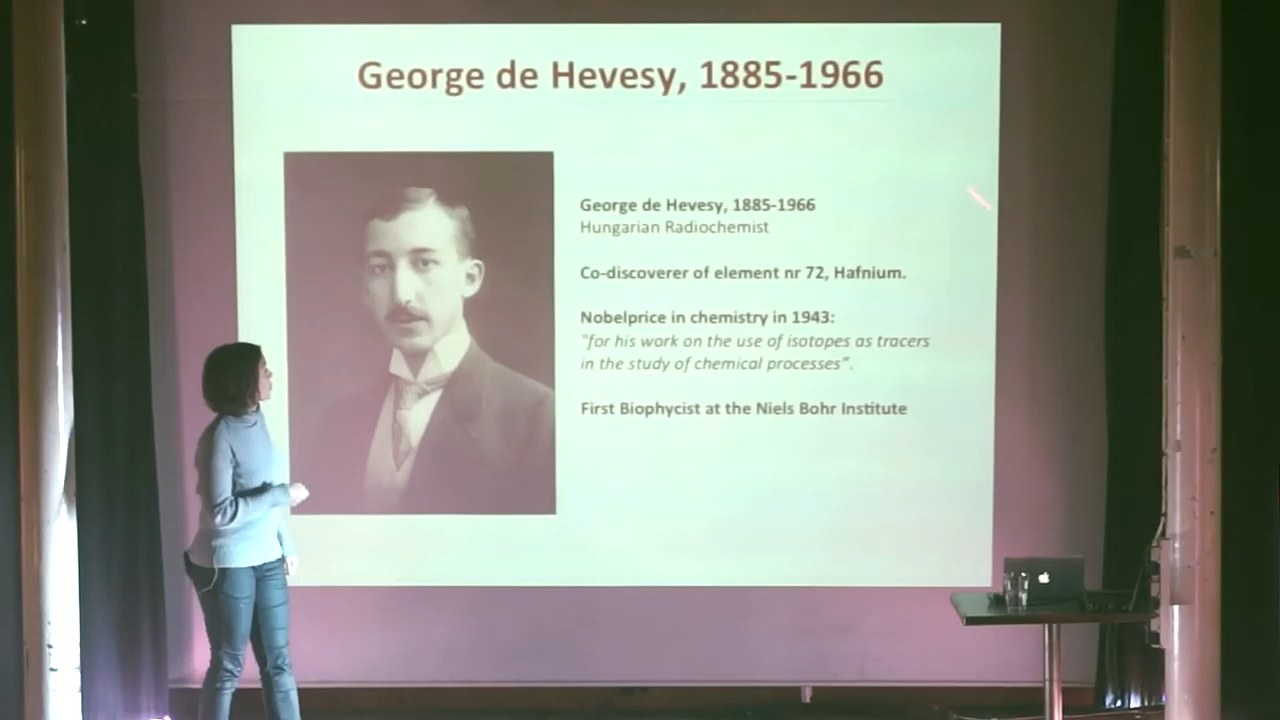 George de Hevesy, 1885-1966
George de Hevesy, 1885-1966
Hungarian Radiochemist
Co-discoverer of element nr 72, Hafnium.
Nobelprice in chemistry in 1943:
"for his work on the use of isotopes as tracers
in the study of chemical processes".
First Biophycist at the Niels Bohr Institute